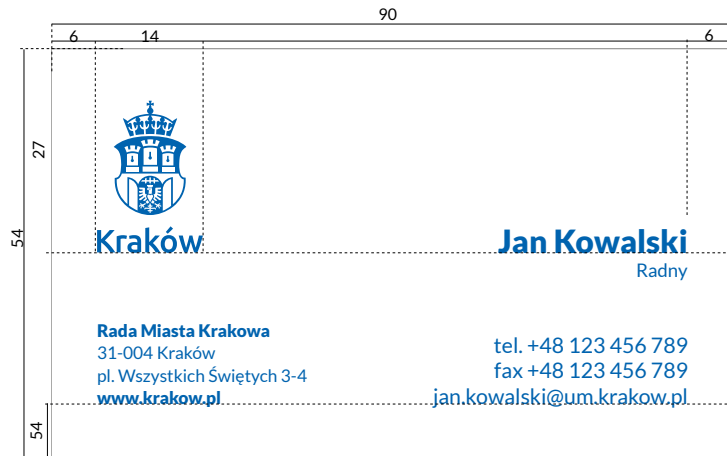 90
6 14 6
27
54
Kraków
Jan Kowalski
Radny
Rada Miasta Krakowa
31-004 Kraków
pl. Wszystkich Świętych 3-4
www.krakow.pl
tel. +48 123 456 789
fax +48 123 456 789
jan.kowalski@um.krakow.pl
54